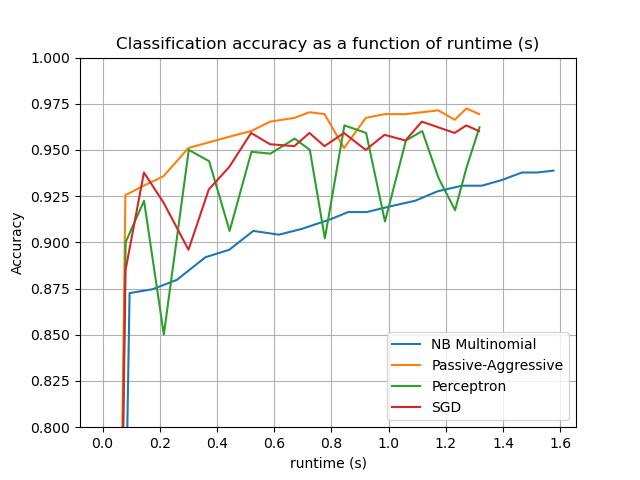 Classification accuracy as a function of runtime (s)
1.000
0.975
0.950
0.925
0.900
0.875
0.850
0.825
0.800
Accuracy
NB Multinomial
Passive-Aggressive
Perceptron
SGD
0.0 0.2 0.4 0.6 0.8 1.0 1.2 1.4 1.6
runtime (s)